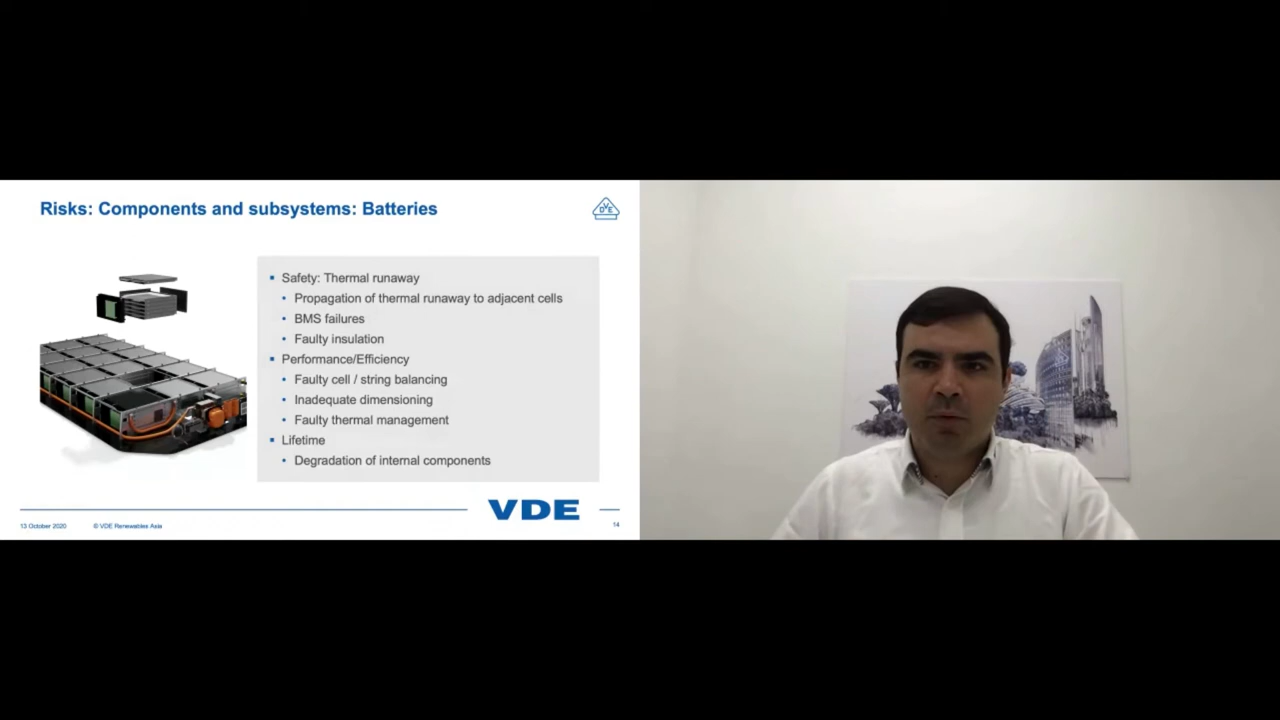 Risks: Components and subsystems: Batteries
VDE
Safety: Thermal runaway
Propagation of thermal runaway to adjacent cells
BMS failures
Faulty insulation
Performance/Efficiency
Faulty cell / string balancing
Inadequate dimensioning
Faulty thermal management
Lifetime
Degradation of internal components
VDE
13 October 2020
© VDE Renewables Asia
14